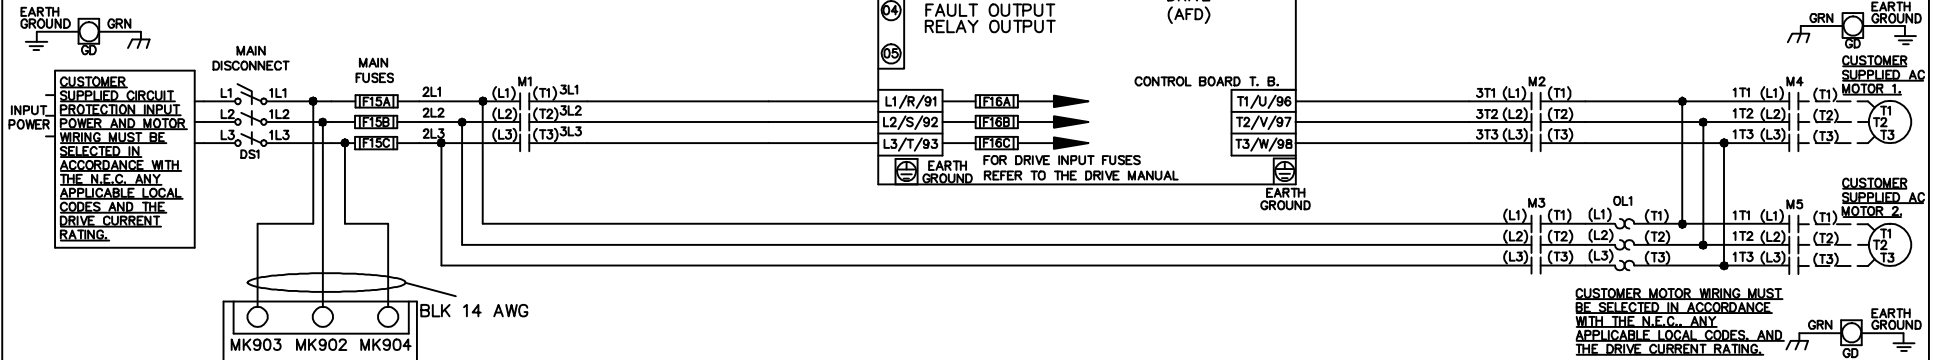 EARTH
GROUND
GRN
GD
CUSTOMER
SUPPLIED CIRCUIT
PROTECTION INPUT
POWER AND MOTOR
WIRING MUST BE
SELECTED IN
ACCORDANCE WITH
THE N.E.C. ANY
APPLICABLE LOCAL
CODES AND THE
DRIVE CURRENT
RATING.
INPUT
POWER
MAIN
DISCONNECT
L1 1L1
L2 1L2
L3 1L3
DS1
MAIN
FUSES
F15A
F15B
F15C
2L1
2L2
2L3
M1
(L1) (T1) 3L1
(L2) (T2) 3L2
(L3) (T3) 3L3
BLK 14 AWG
MK903 MK902 MK904
04
05
FAULT OUTPUT
RELAY OUTPUT
(AFD)
CONTROL BOARD T. B.
L1/R/91 F16A
L2/S/92 F16B
L3/T/93 F16C
T1/U/96
T2/V/97
T3/W/98
EARTH
GROUND
FOR DRIVE INPUT FUSES
REFER TO THE DRIVE MANUAL
EARTH
GROUND
M2
3T1 (L1) (T1)
3T2 (L2) (T2)
3T3 (L3) (T3)
M4
1T1 (L1) (T1)
1T2 (L2) (T2)
1T3 (L3) (T3)
GRN
GD
EARTH
GROUND
CUSTOMER
SUPPLIED AC
MOTOR 1.
T1
T2
T3
M3
(L1) (T1)
(L2) (T2)
(L3) (T3)
OL1
(L1) (T1)
(L2) (T2)
(L3) (T3)
M5
1T1 (L1) (T1)
1T2 (L2) (T2)
1T3 (L3) (T3)
CUSTOMER
SUPPLIED AC
MOTOR 2.
T1
T2
T3
CUSTOMER MOTOR WIRING MUST
BE SELECTED IN ACCORDANCE
WITH THE N.E.C.. ANY
APPLICABLE LOCAL CODES, AND
THE DRIVE CURRENT RATING.
GRN
GD
EARTH
GROUND